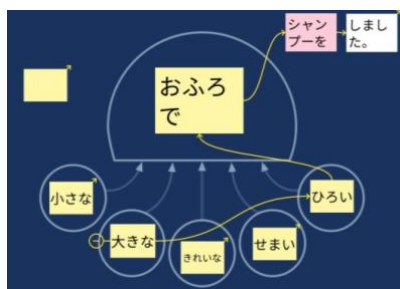 シャン
プーを
しまし
た。
おふろ
で
小さな
大きな
きれいな
せまい
ひろい